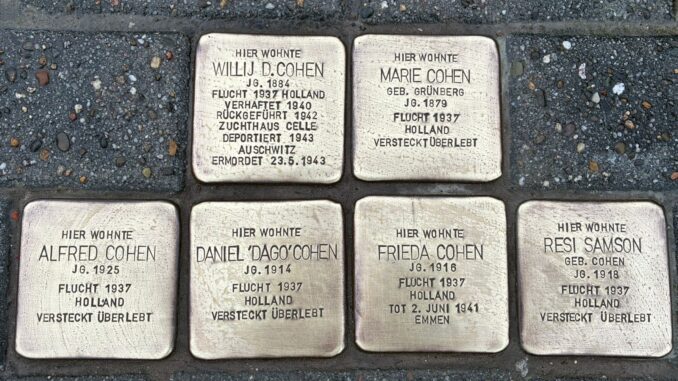 HIER WOHNTE
WILLIJ D. COHEN
JG. 1884
FLUCHT 1937 HOLLAND
VERHAFTET 1940
RÜCKGEFÜHRT 1942
ZUCHTHAUS CELLE
DEPORTIERT 1943
AUSCHWITZ
ERMORDET 23.5.1943
HIER WOHNTE
MARIE COHEN
GEB. GRÜNBERG
JG. 1879
FLUCHT 1937
HOLLAND
VERSTECKT ÜBERLEBT
HIER WOHNTE
ALFRED COHEN
JG. 1925
FLUCHT 1937
HOLLAND
VERSTECKT ÜBERLEBT
HIER WOHNTE
DANIEL 'DAGO' COHEN
JG. 1914
FLUCHT 1937
HOLLAND
VERSTECKT ÜBERLEBT
HIER WOHNTE
FRIEDA COHEN
JG. 1916
FLUCHT 1937
HOLLAND
TOT 2. JUNI 1941
EMMEN
HIER WOHNTE
RESI SAMSON
GEB. COHEN
JG. 1918
FLUCHT 1937
HOLLAND
VERSTECKT ÜBERLEBT